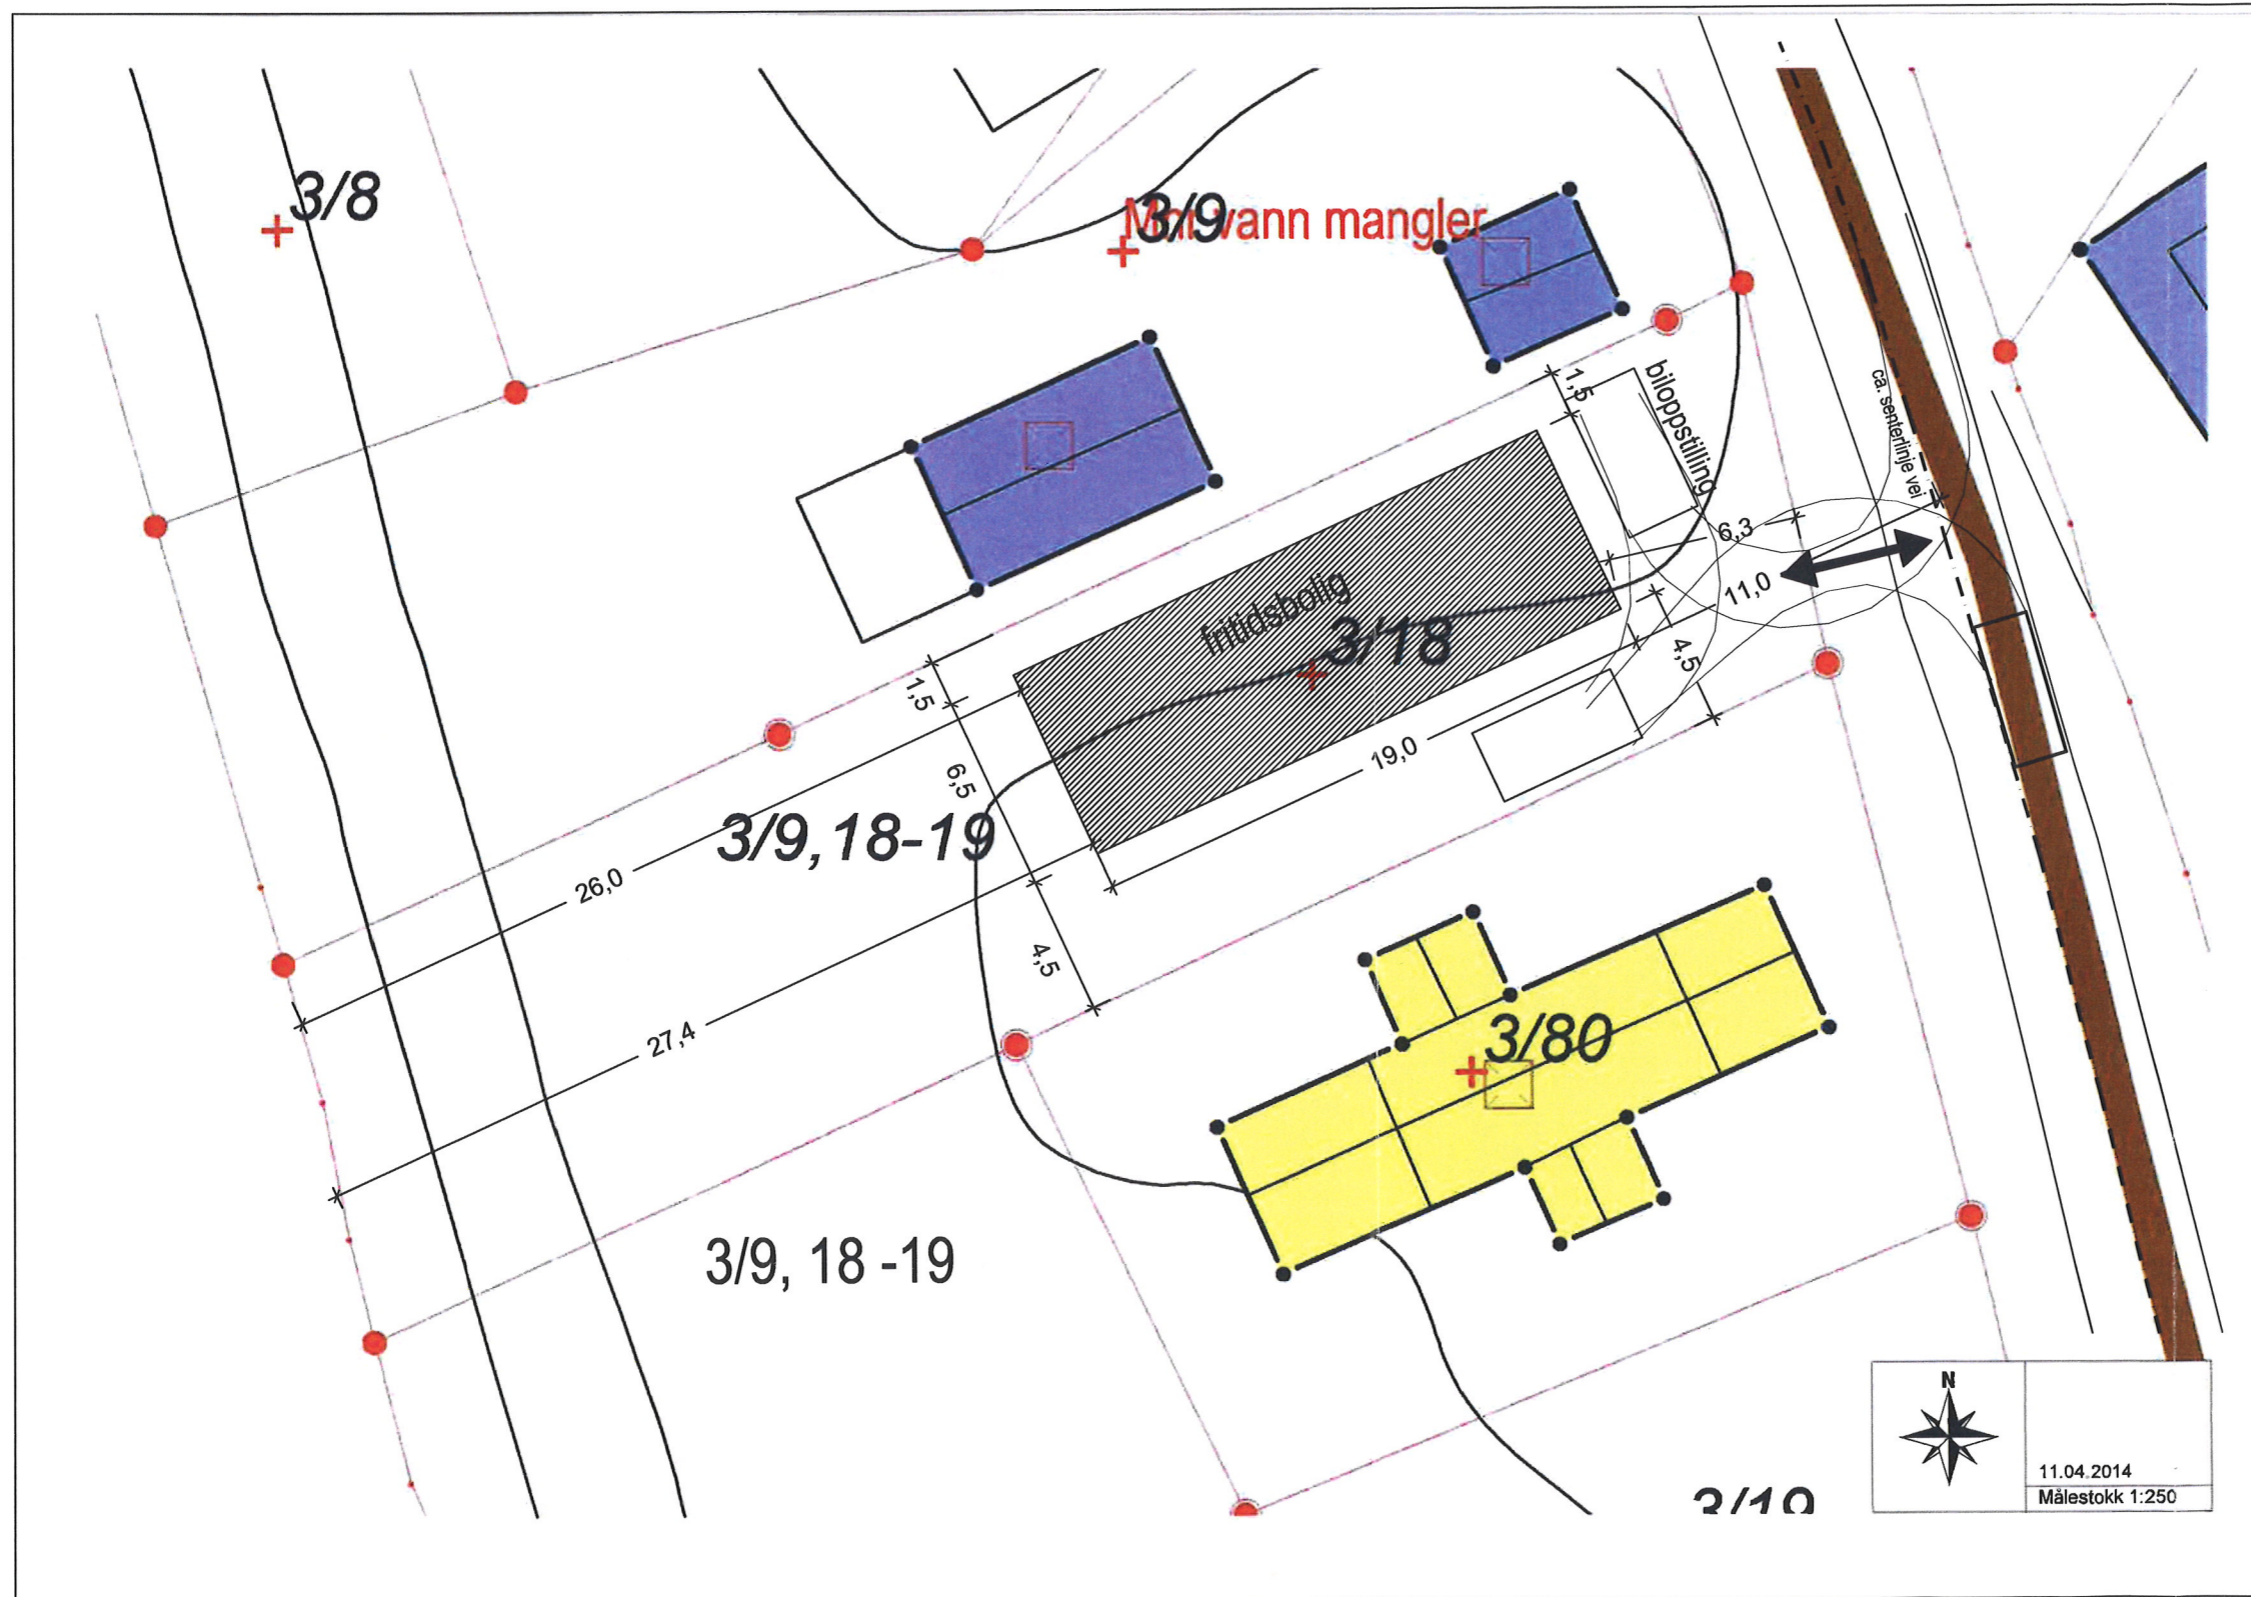 3/8
3/9
vann mangler
1,5
biloppstilling
ca. senterlinje vei
6,3
11,0
fritidsbolig
3/18
4,5
1,5
19,0
6,5
3/9, 18-19
26,0
4,5
27,4
3/80
3/9, 18 -19
N
11.04.2014
Målestokk 1:250
3/19